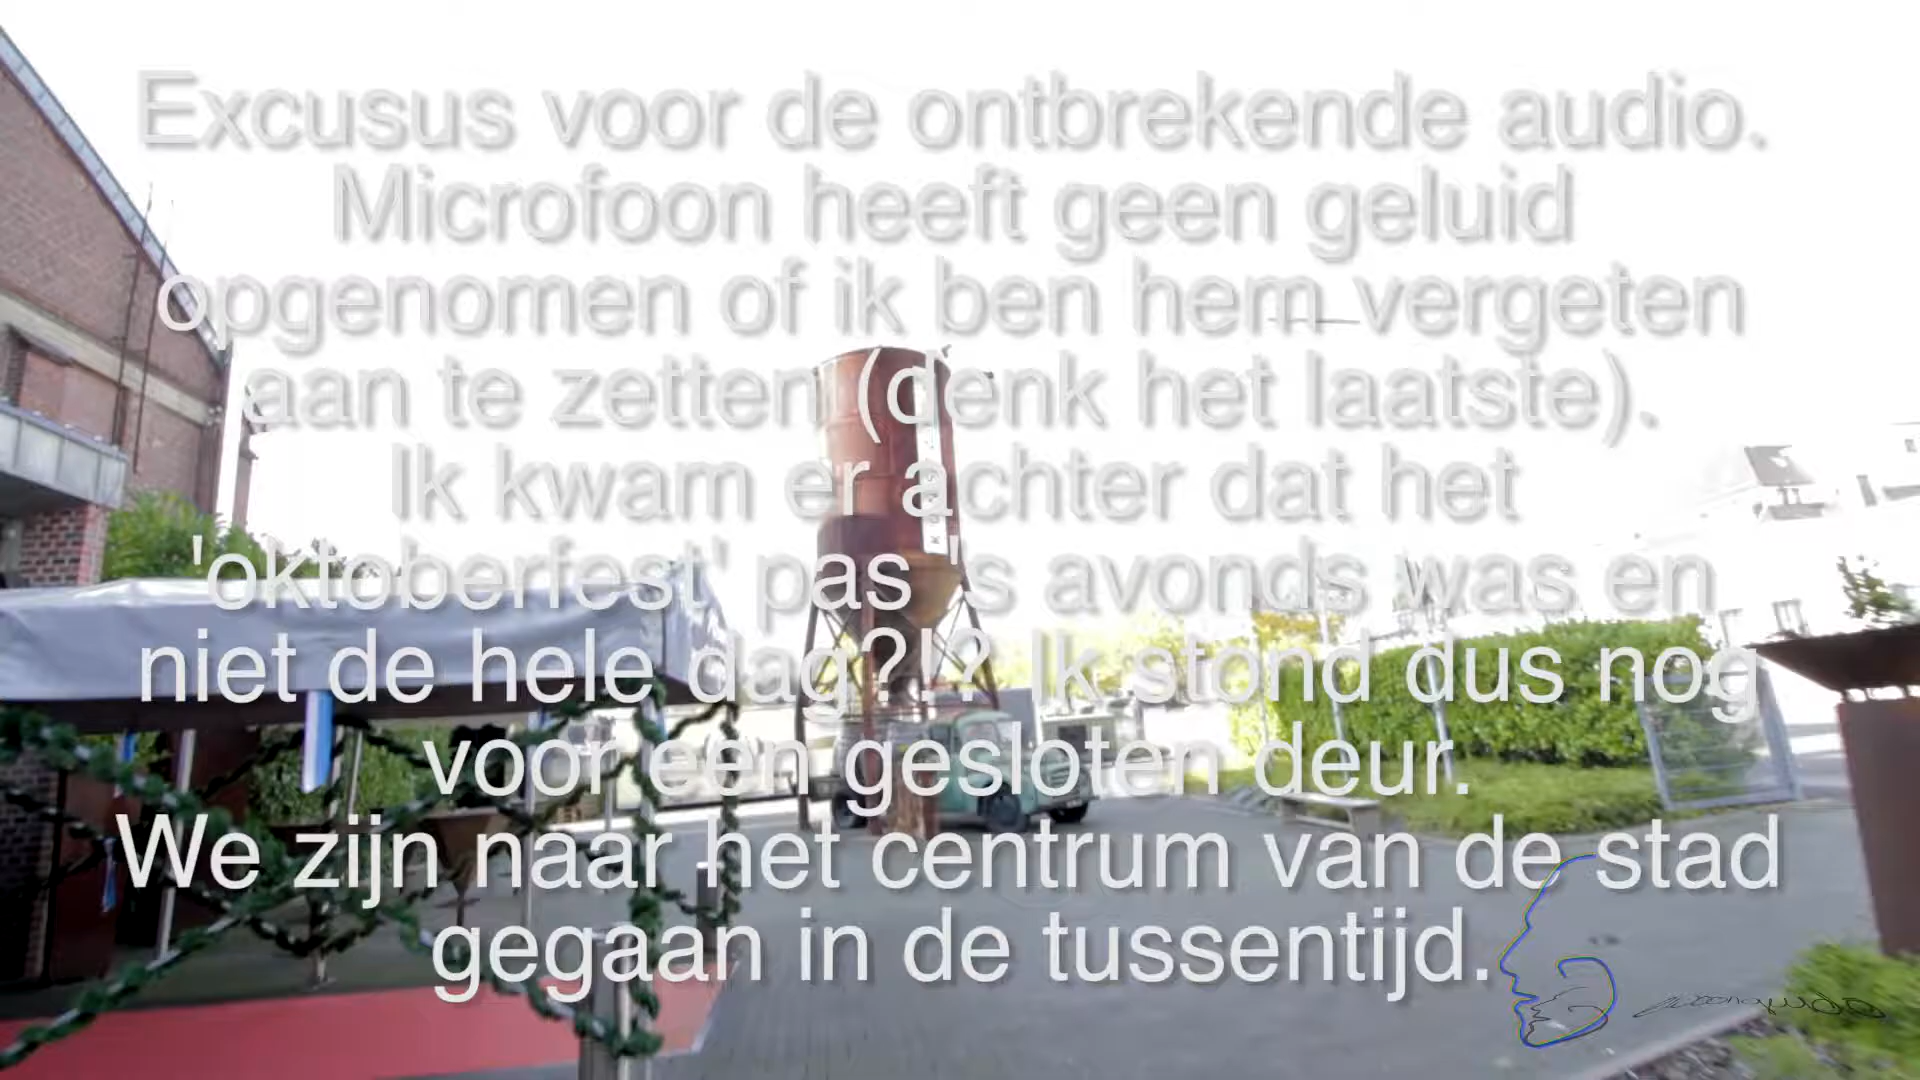 Excusus voor de ontbrekende audio.
Microfoon heeft geen geluid
opgenomen of ik ben hem vergeten
aan te zetten (denk het laatste).
Ik kwam er achter dat het
'oktoberfest' pas 's avonds was en
niet de hele dag?!? Ik stond dus nog
voor een gesloten deur.
We zijn naar het centrum van de stad
gegaan in de tussentijd.